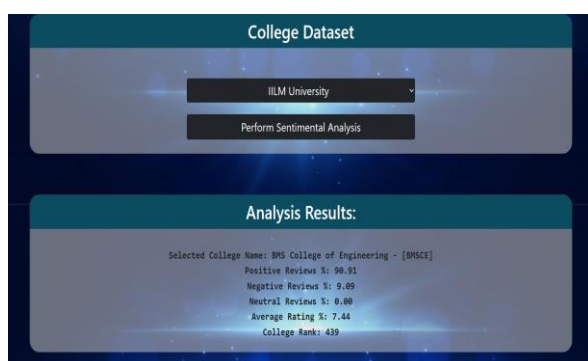 College Dataset
IILM University
Perform Sentimental Analysis
Analysis Results:
Selected College Name: BMS College of Engineering - [BMSCE]
Positive Reviews %: 90.91
Negative Reviews %: 9.09
Neutral Reviews %: 0.00
Average Rating %: 7.44
College Rank: 439